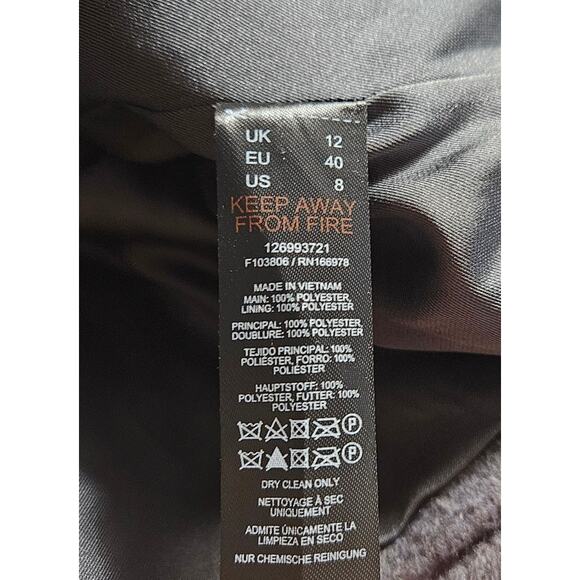 UK 12
EU 40
US 8
KEEP AWAY
FROM FIRE
126993721
F103806 / RN166978
MADE IN VIETNAM
MAIN: 100% POLYESTER,
LINING: 100% POLYESTER
PRINCIPAL: 100% POLYESTER,
DOUBLURE: 100% POLYESTER
TEJIDO PRINCIPAL: 100%
POLIÉSTER, FORRO: 100%
POLIÉSTER
HAUPTSTOFF: 100%
POLYESTER, FUTTER: 100%
POLYESTER
P
P
DRY CLEAN ONLY
NETTOYAGE À SEC
UNIQUEMENT
ADMITE ÚNICAMENTE LA
LIMPIEZA EN SECO
NUR CHEMISCHE REINIGUNG